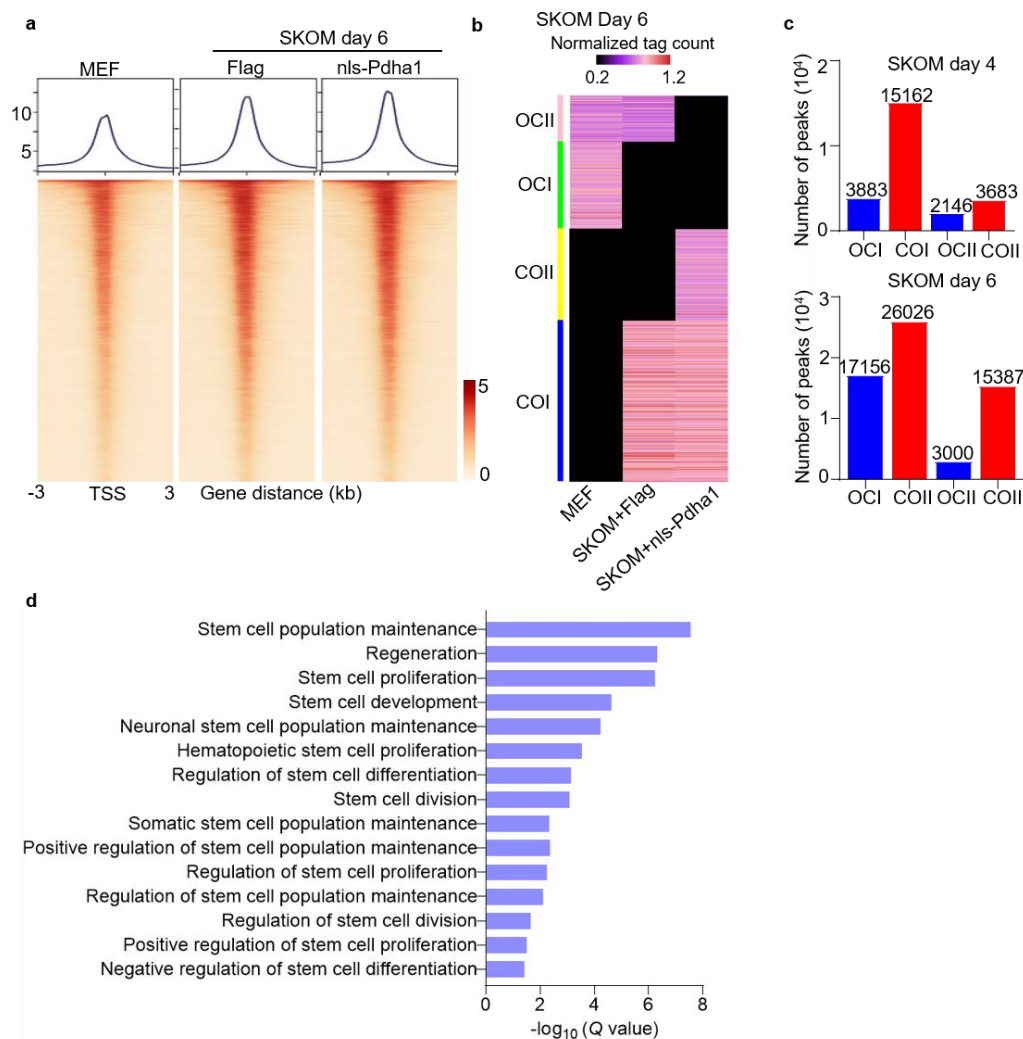 a
SKOM day 6
MEF
Flag
nls-Pdha1
10
5
5
0
-3
TSS
3
Gene distance (kb)
b
SKOM Day 6
Normalized tag count
0.2
1.2
OCII
OCI
COII
COI
MEF
SKOM+Flag
SKOM+nls-Pdha1
c
SKOM day 4
Number of peaks (10⁴)
2
1
0
3883
15162
2146
3683
OCI
COI
OCII
COII
SKOM day 6
Number of peaks (10⁴)
3
2
1
0
17156
26026
3000
15387
OCI
COII
OCII
COII
d
Stem cell population maintenance
Regeneration
Stem cell proliferation
Stem cell development
Neuronal stem cell population maintenance
Hematopoietic stem cell proliferation
Regulation of stem cell differentiation
Stem cell division
Somatic stem cell population maintenance
Positive regulation of stem cell population maintenance
Regulation of stem cell proliferation
Regulation of stem cell population maintenance
Regulation of stem cell division
Positive regulation of stem cell proliferation
Negative regulation of stem cell differentiation
0 2 4 6 8
-log₁₀ (Q value)